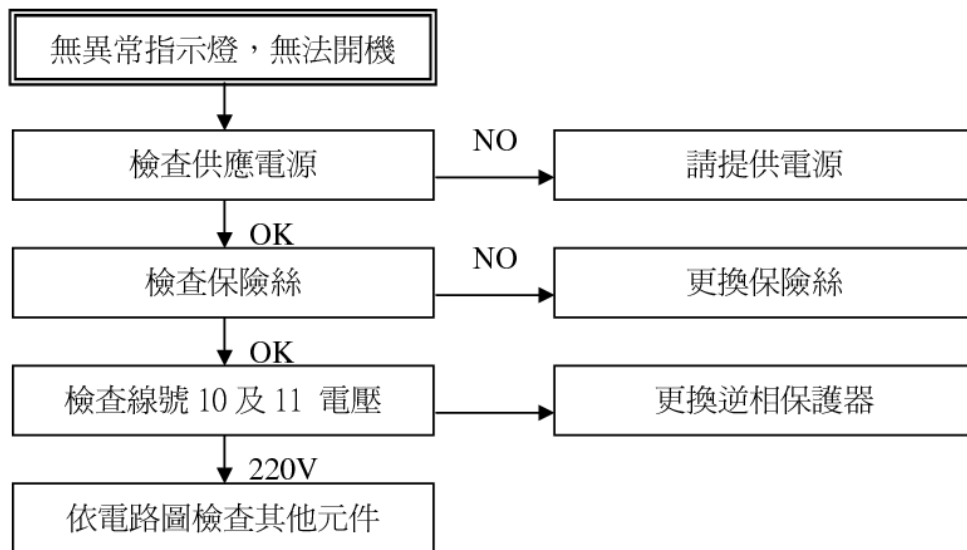 無異常指示燈，無法開機
檢查供應電源
NO
請提供電源
OK
檢查保險絲
NO
更換保險絲
OK
檢查線號 10 及 11 電壓
更換逆相保護器
220V
依電路圖檢查其他元件